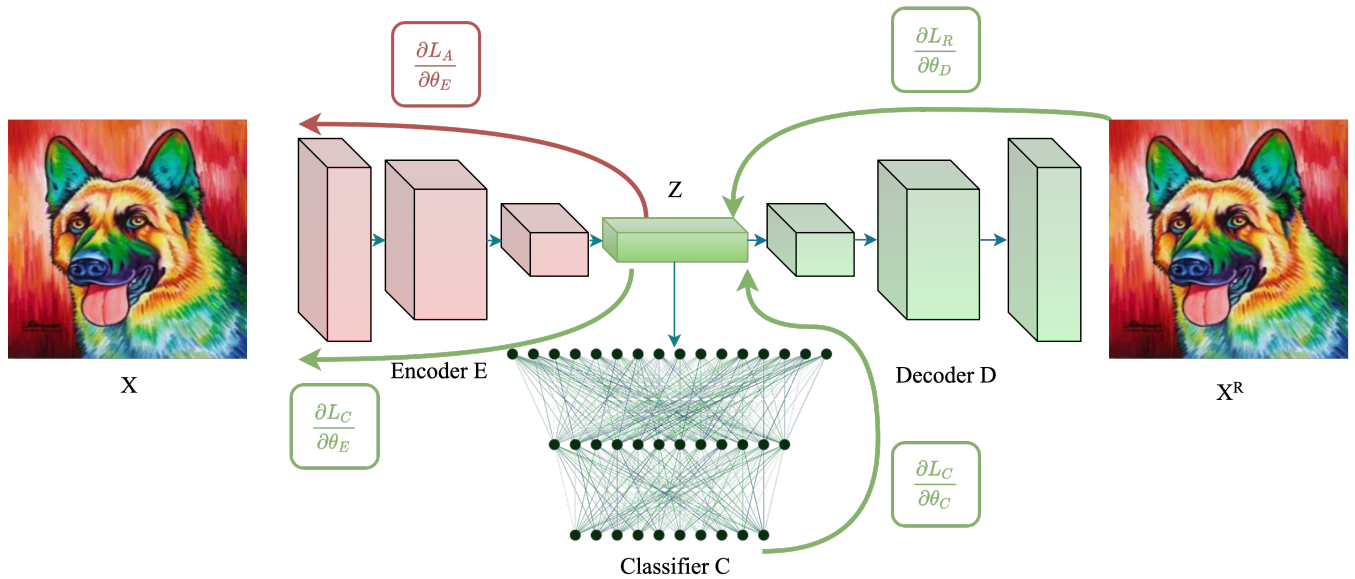 ∂L_A
∂θ_E
∂L_R
∂θ_D
Z
X
Encoder E
Decoder D
X^R
∂L_C
∂θ_E
∂L_C
∂θ_C
Classifier C